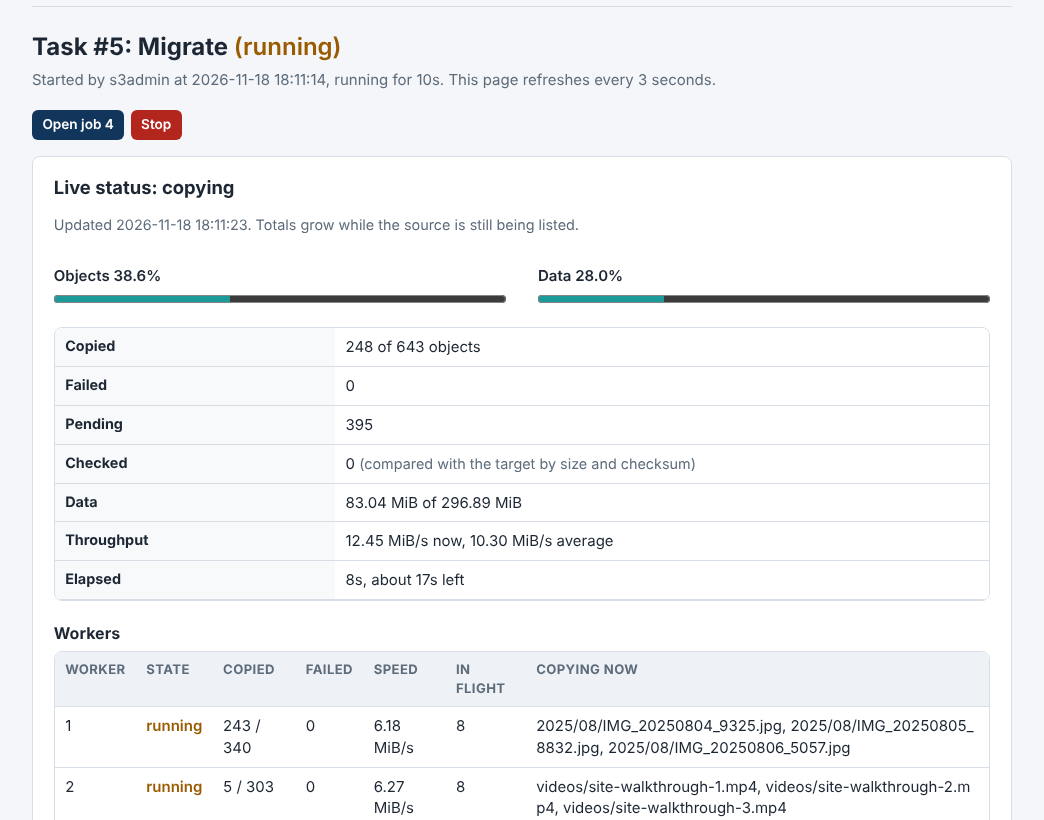 Task #5: Migrate (running)
Started by s3admin at 2026-11-18 18:11:14, running for 10s. This page refreshes every 3 seconds.
Open job 4 Stop
Live status: copying
Updated 2026-11-18 18:11:23. Totals grow while the source is still being listed.
Objects 38.6% Data 28.0%
Copied 248 of 643 objects
Failed 0
Pending 395
Checked 0 (compared with the target by size and checksum)
Data 83.04 MiB of 296.89 MiB
Throughput 12.45 MiB/s now, 10.30 MiB/s average
Elapsed 8s, about 17s left
Workers
WORKER STATE COPIED FAILED SPEED IN COPYING NOW
FLIGHT
1 running 243 / 0 6.18 8 2025/08/IMG_20250804_9325.jpg, 2025/08/IMG_20250805_
340 MiB/s 8832.jpg, 2025/08/IMG_20250806_5057.jpg
2 running 5 / 303 0 6.27 8 videos/site-walkthrough-1.mp4, videos/site-walkthrough-2.m
MiB/s p4, videos/site-walkthrough-3.mp4